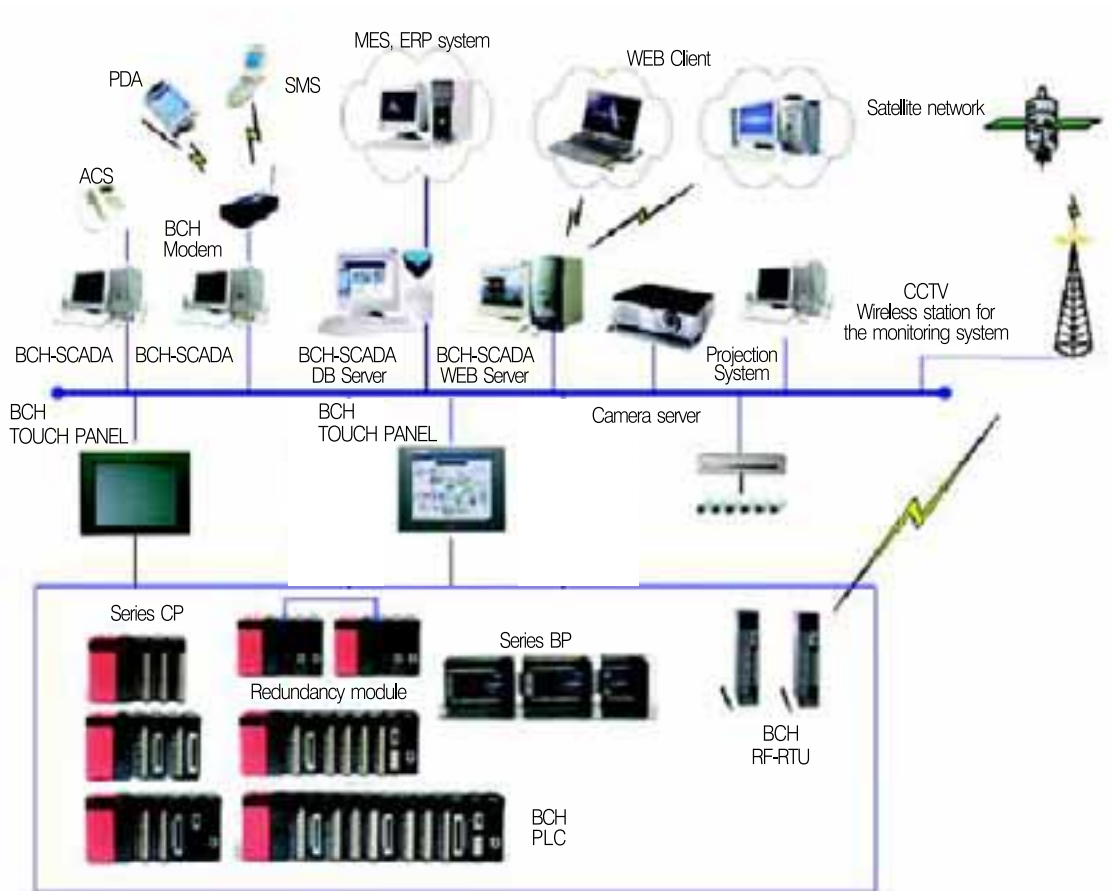 MES, ERP system
WEB Client
PDA
SMS
Satellite network
ACS
BCH
Modem
CCTV
Wireless station for
the monitoring system
BCH-SCADA
BCH-SCADA
BCH-SCADA
DB Server
BCH-SCADA
WEB Server
Projection
System
BCH
TOUCH PANEL
BCH
TOUCH PANEL
Camera server
Series CP
Redundancy module
Series BP
BCH
RF-RTU
BCH
PLC